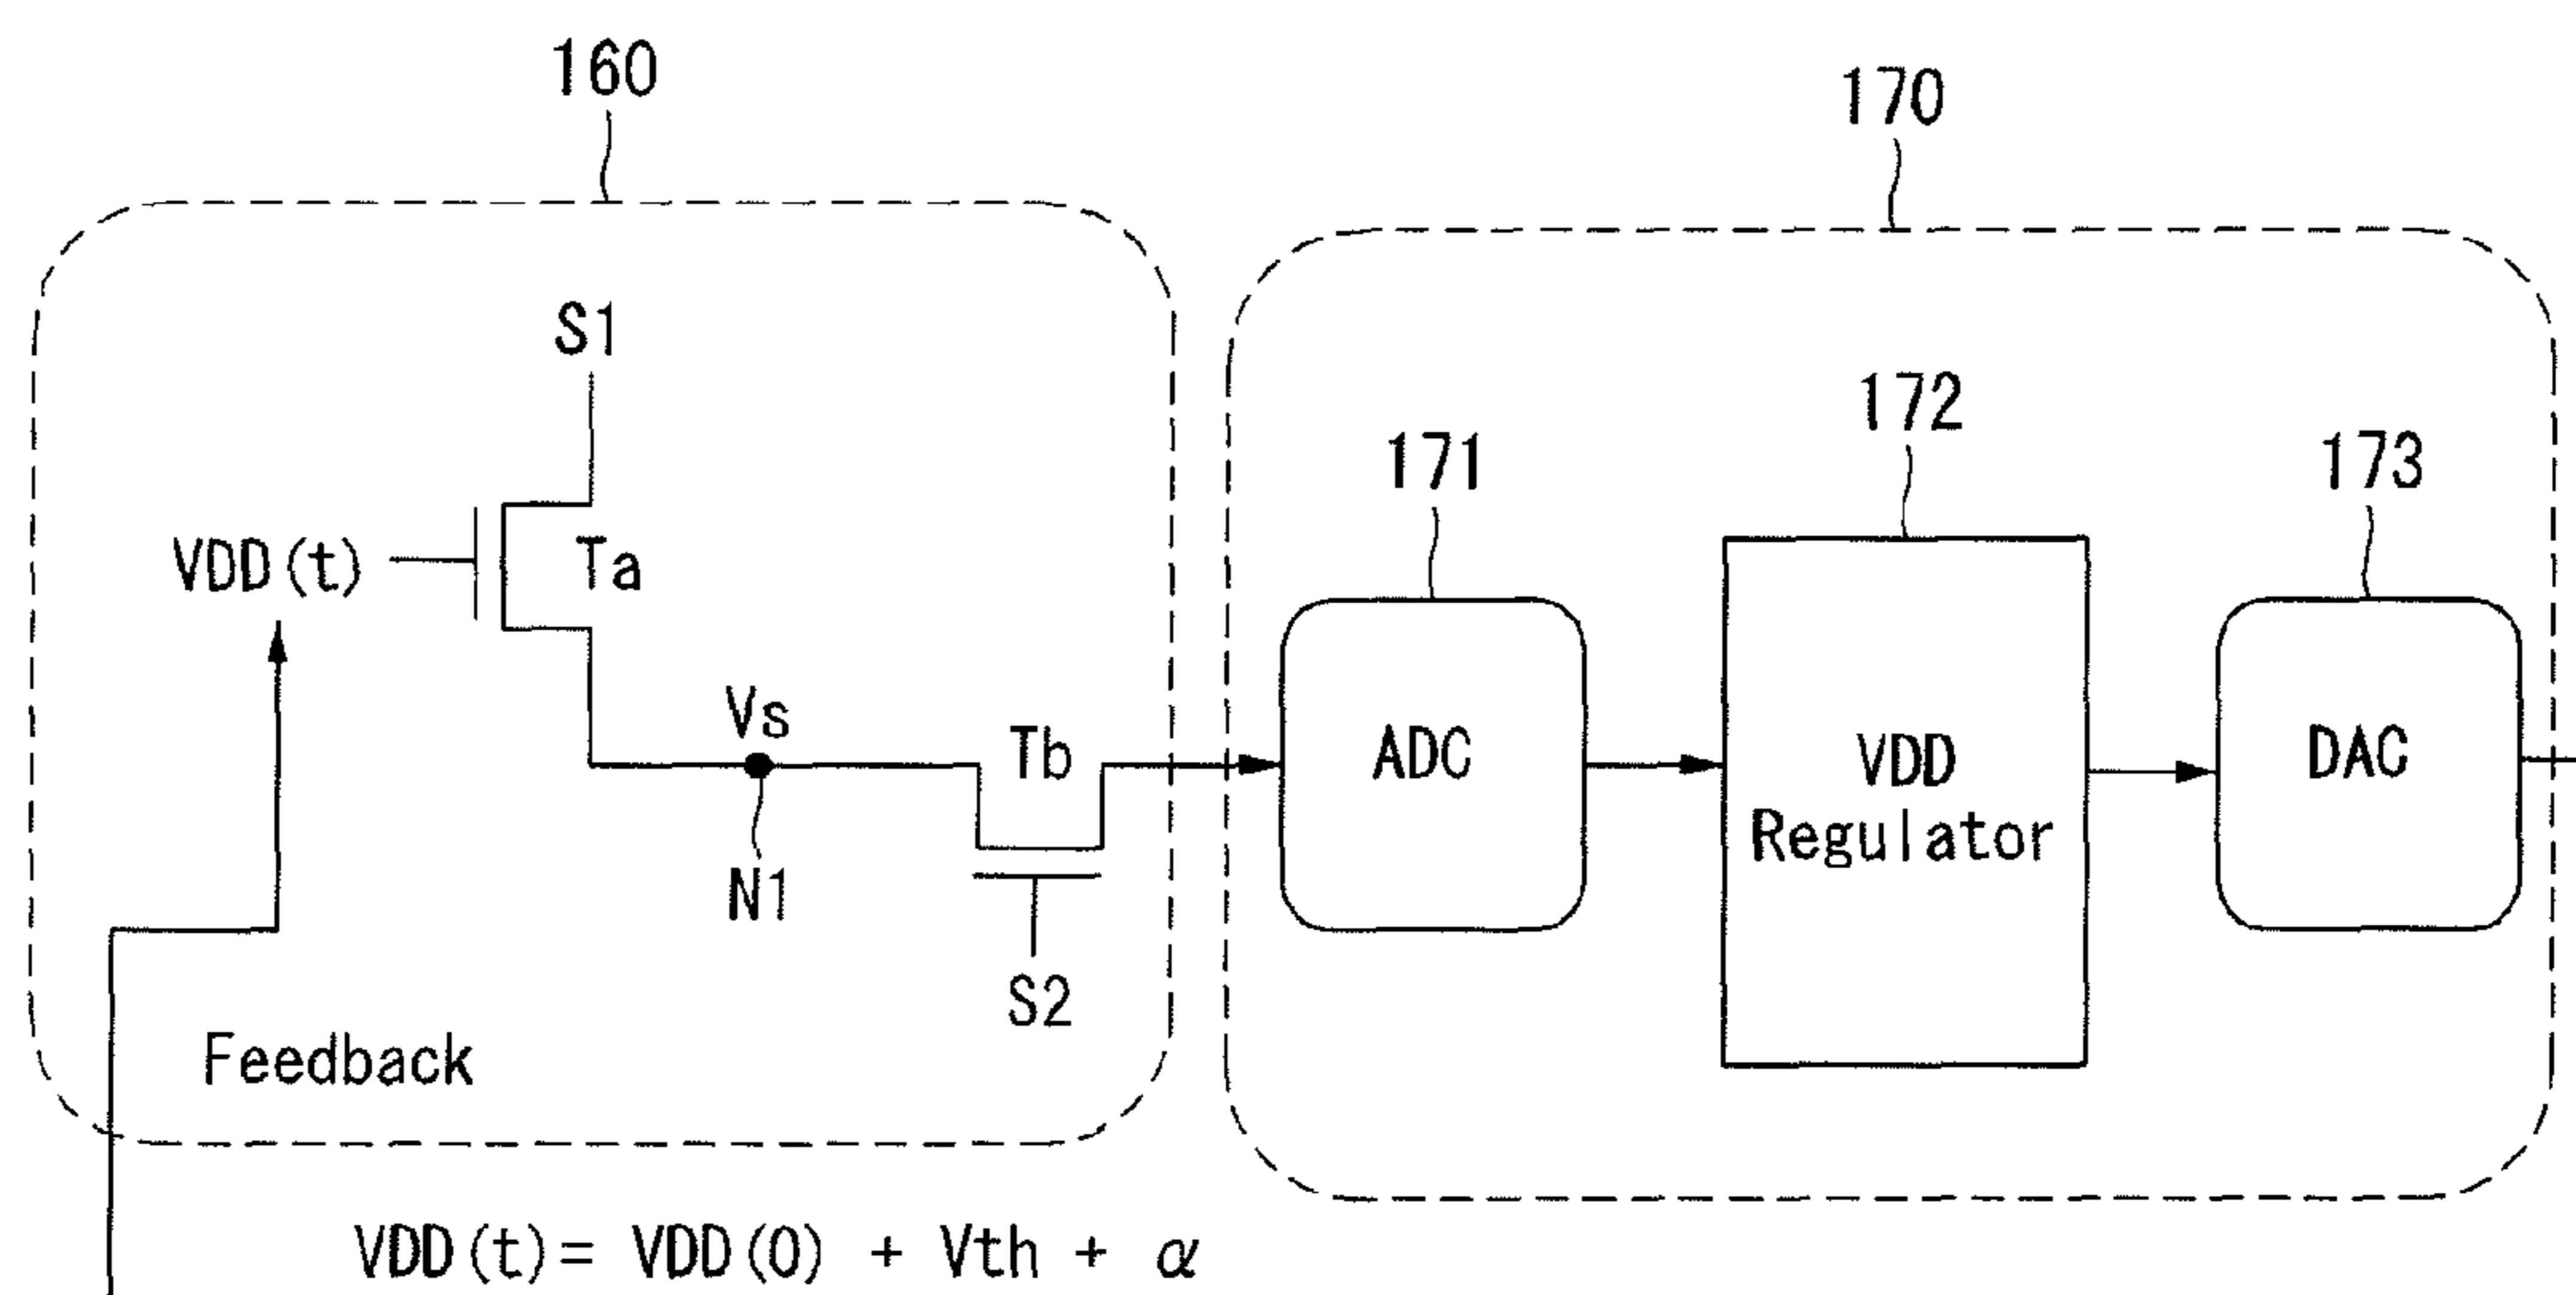 160
170
S1
172
171
173
VDD(t)
Ta
Vs
Tb
ADC
VDD
Regulator
DAC
N1
S2
Feedback
VDD(t)= VDD(0) + Vth + α